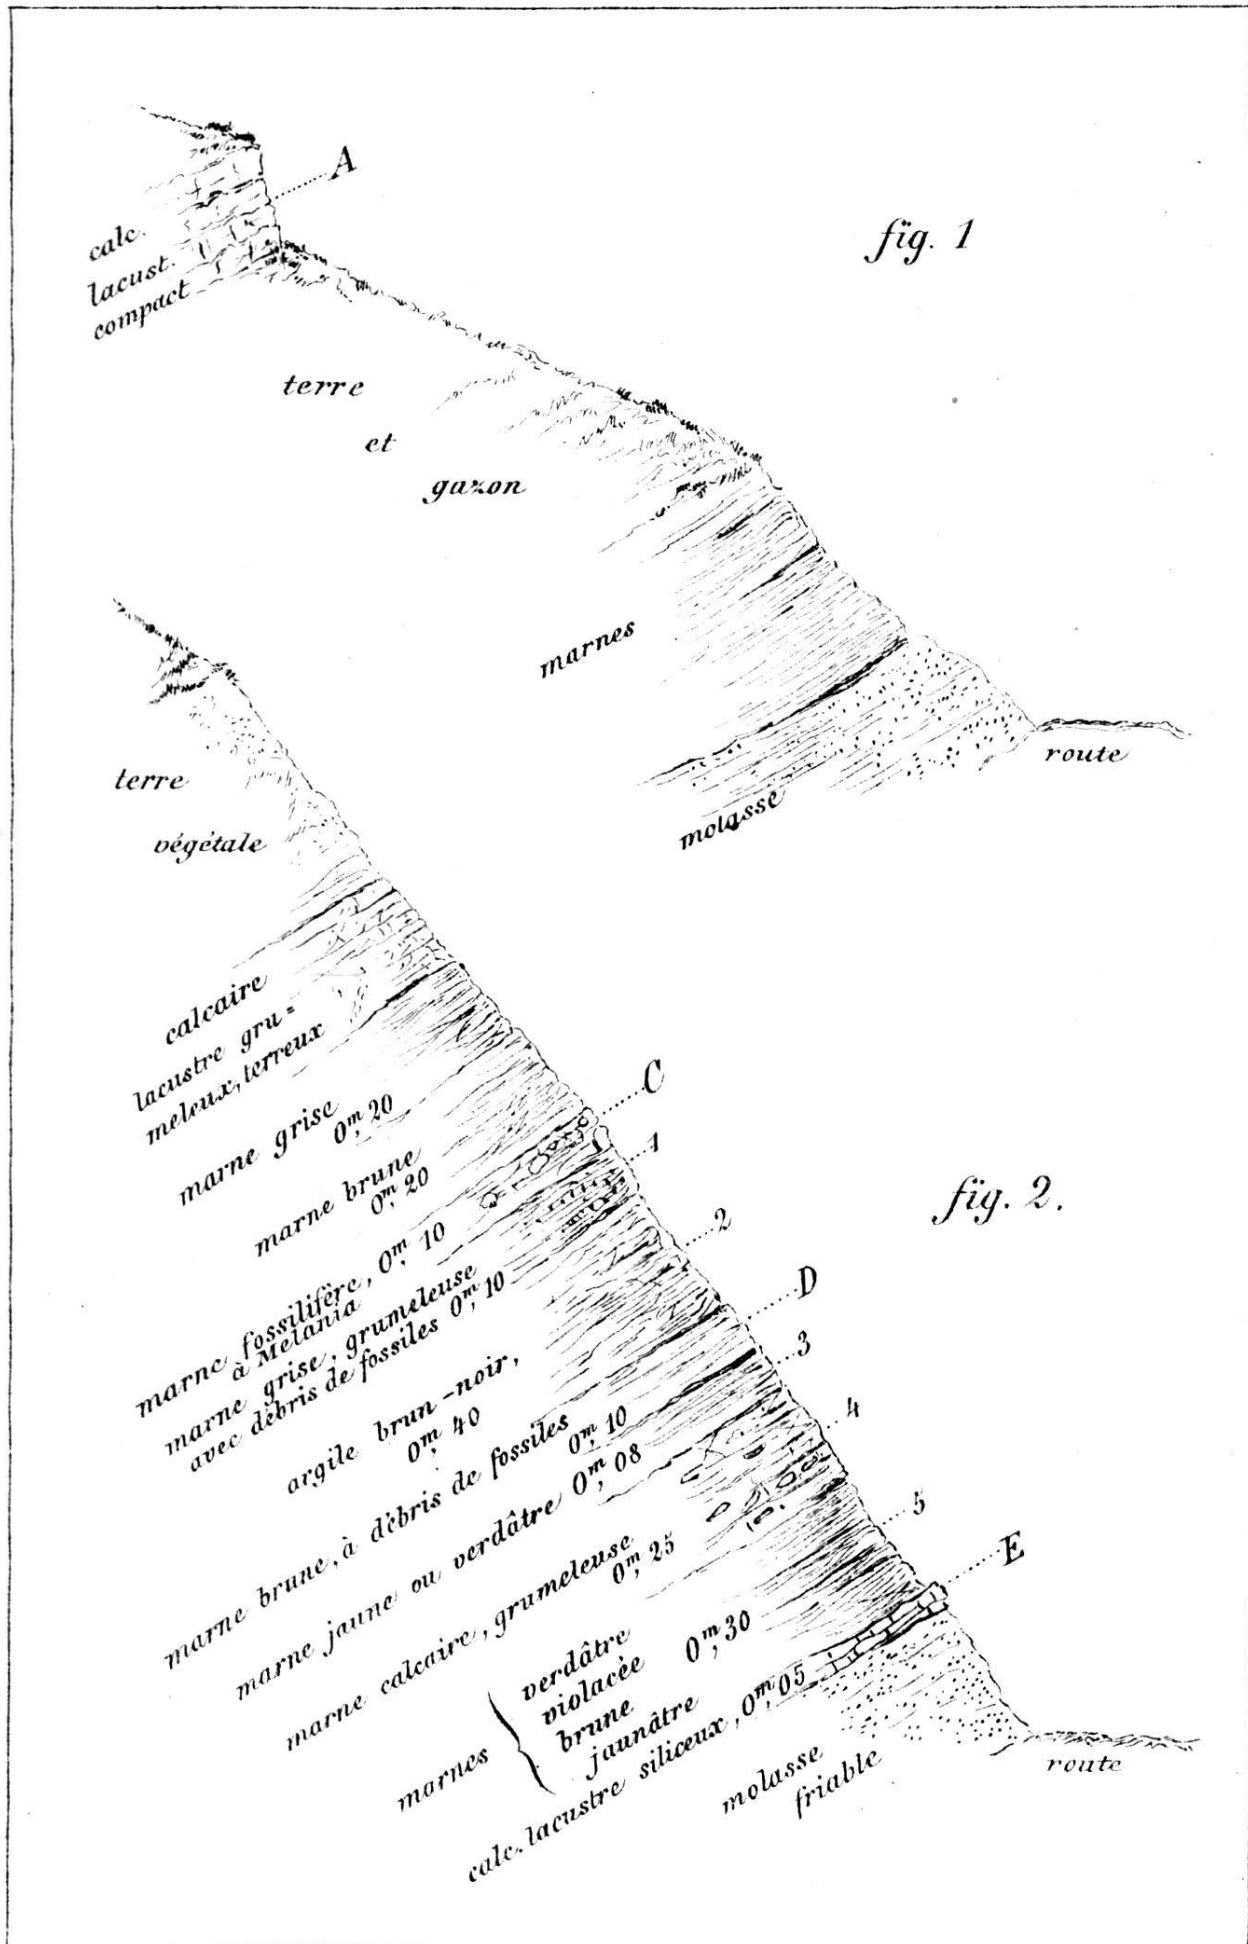 A
fig. 1
calc.
lacust.
compact
terre
et
gazon
marnes
molasse
route
terre
végétale
calcaire
lacustre gru=
meleux, terreux
marne grise
0m, 20
marne brune
0m, 20
C
marne fossilifère, 0m, 10
à Melania
1
marne grise, grumeleuse
avec débris de fossiles 0m, 10
2
fig. 2.
argile brun-noir,
0m, 40
D
marne brune, à débris de fossiles
0m, 10
3
marne jaune ou verdâtre 0m, 08
4
marne calcaire, grumeleuse
0m, 25
5
marnes
verdâtre
violacée
brune
jaunâtre
0m, 30
E
calc. lacustre siliceux, 0m, 05
molasse
friable
route